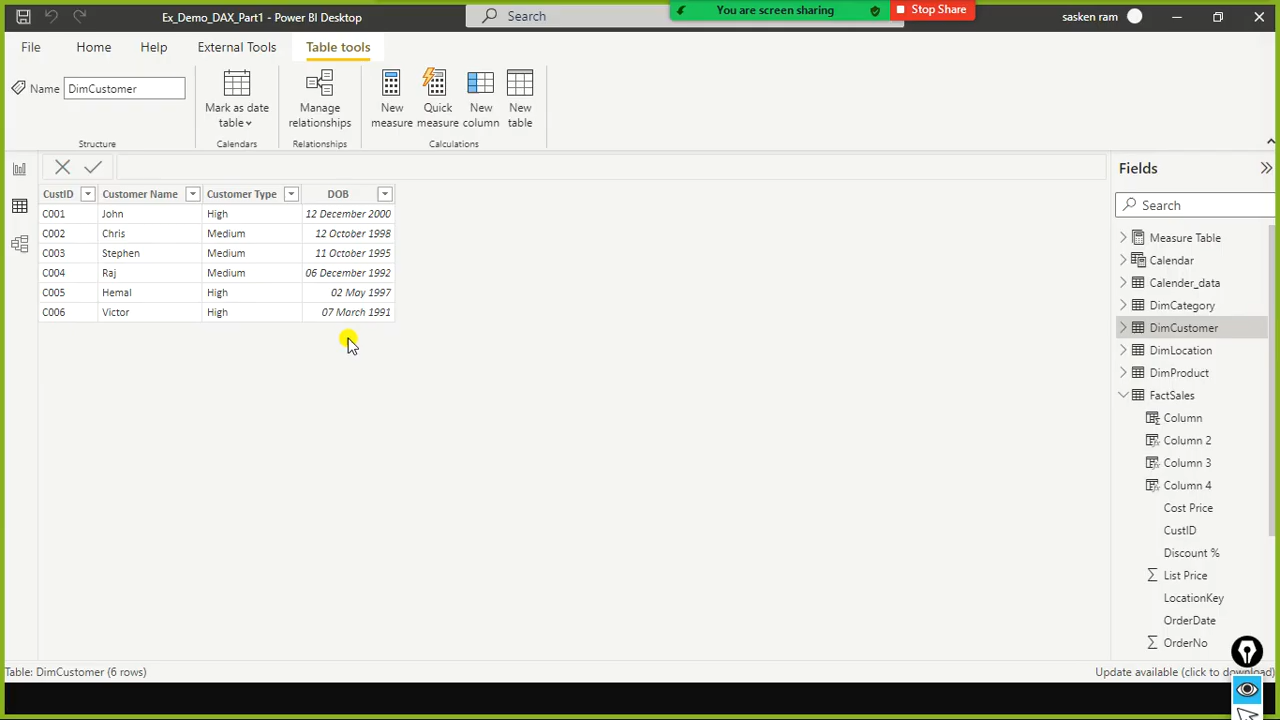 Ex_Demo_DAX_Part1 - Power BI Desktop
Search
You are screen sharing
Stop Share
sasken ram
File
Home
Help
External Tools
Table tools
Name
DimCustomer
Mark as date
table
Manage
relationships
New
measure
Quick
measure
New
column
New
table
Structure
Calendars
Relationships
Calculations
CustID
Customer Name
Customer Type
DOB
C001 John High 12 December 2000
C002 Chris Medium 12 October 1998
C003 Stephen Medium 11 October 1995
C004 Raj Medium 06 December 1992
C005 Hemal High 02 May 1997
C006 Victor High 07 March 1991
Fields
Search
Measure Table
Calendar
Calender_data
DimCategory
DimCustomer
DimLocation
DimProduct
FactSales
Column
Column 2
Column 3
Column 4
Cost Price
CustID
Discount %
List Price
LocationKey
OrderDate
OrderNo
Table: DimCustomer (6 rows)
Update available (click to download)